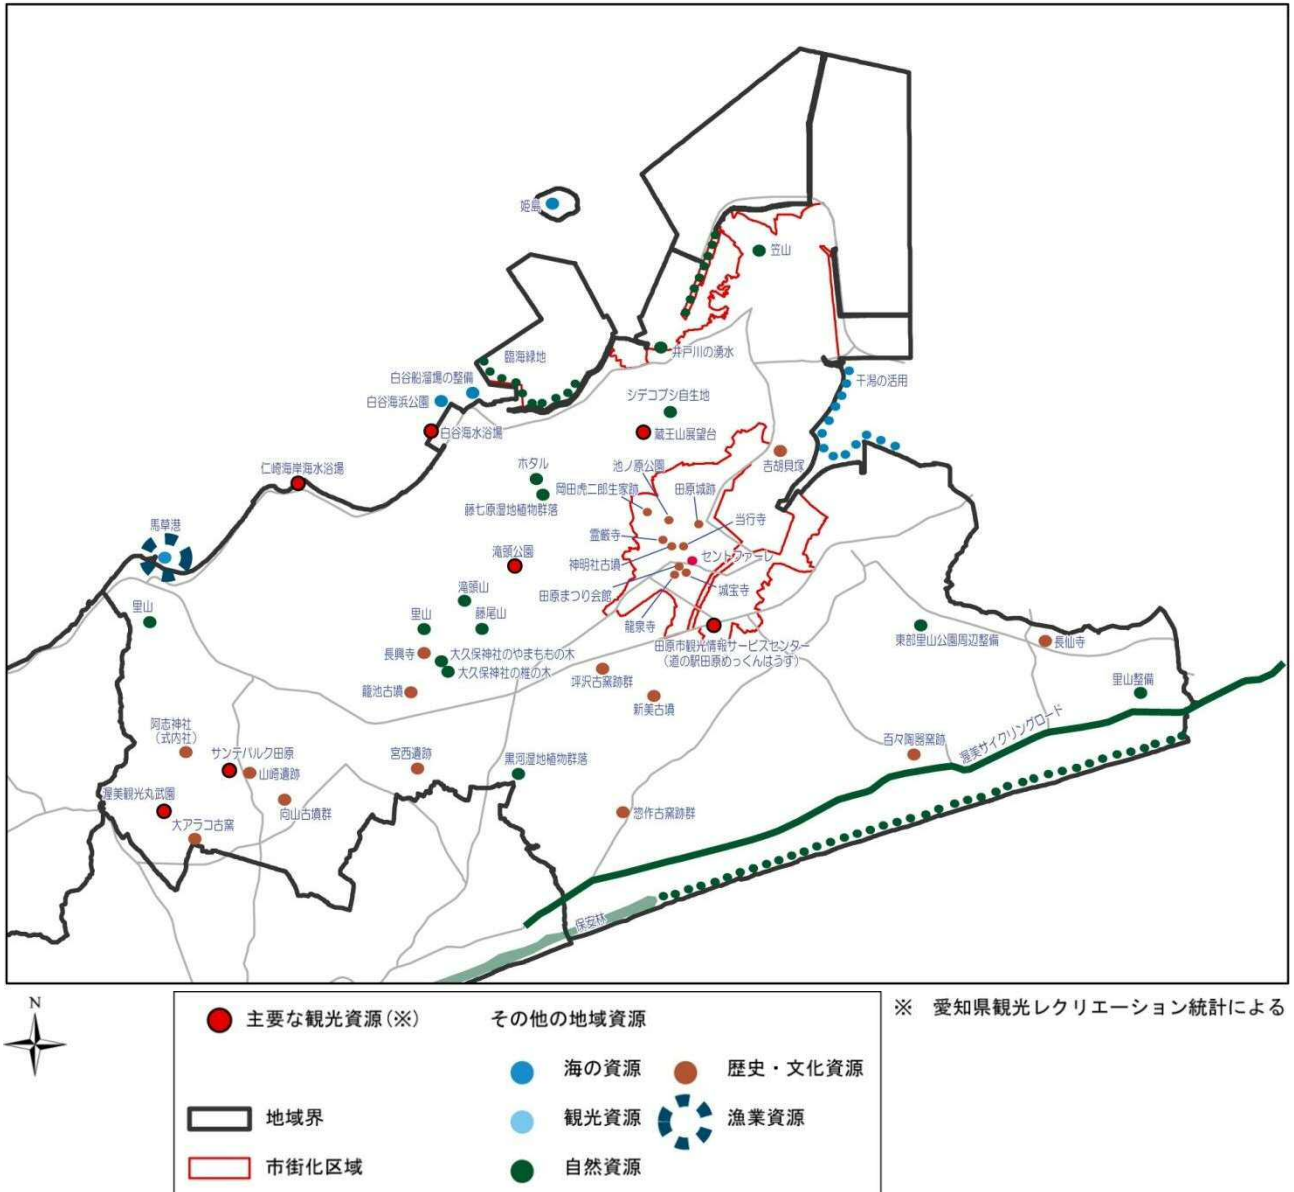 姫島
笠山
臨海緑地
井戸川の湧水
白谷船溜場の整備
干潟の活用
白谷海浜公園
シデコブシ自生地
白谷海水浴場
蔵王山展望台
池ノ原公園
吉胡貝塚
仁崎海岸海水浴場
ホタル
岡田虎二郎生家跡
田原城跡
藤七原湿地植物群落
当行寺
馬草港
霊厳寺
滝頭公園
神明社古墳
セントファーレ
滝頭山
田原まつり会館
城宝寺
里山
里山
藤尾山
龍泉寺
東部里山公園周辺整備
長仙寺
長興寺
大久保神社のやまももの木
田原市観光情報サービスセンター
(道の駅田原めっくんはうす)
大久保神社の椎の木
坪沢古窯跡群
里山整備
籠池古墳
新美古墳
阿志神社
(式内社)
渥美サイクリングロード
サンテパルク田原
宮西遺跡
黒河湿地植物群落
百々陶器窯跡
山崎遺跡
渥美観光丸武園
向山古墳群
大アラコ古窯
惣作古窯跡群
保安林
N
主要な観光資源(※)
その他の地域資源
※ 愛知県観光レクリエーション統計による
海の資源
歴史・文化資源
地域界
観光資源
漁業資源
市街化区域
自然資源